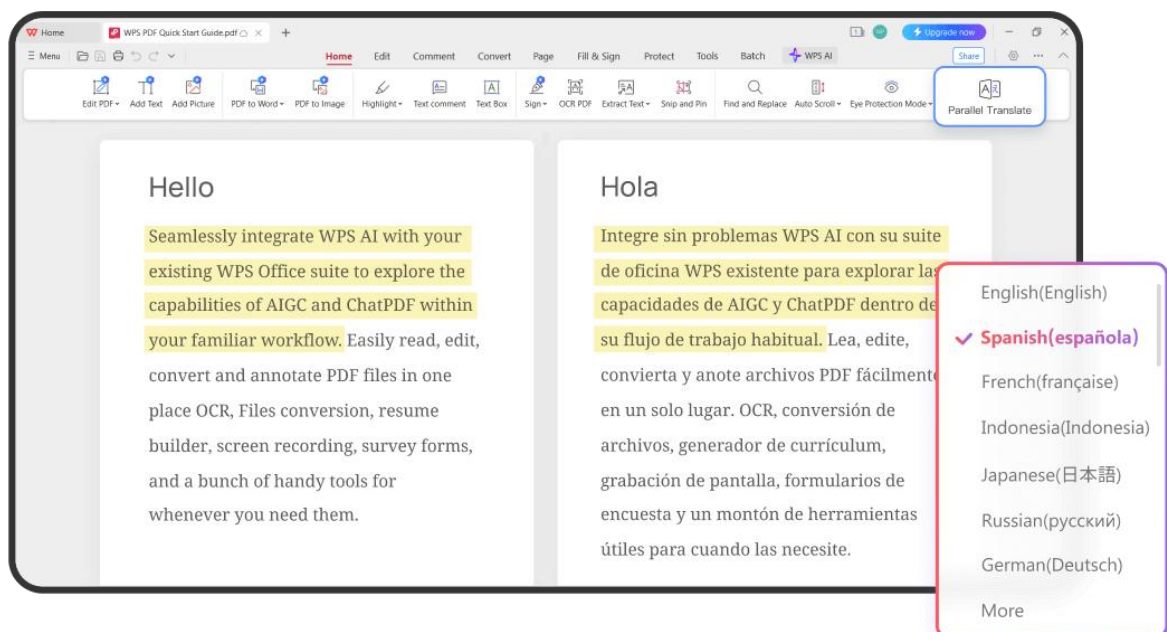 Home
WPS PDF Quick Start Guide.pdf
Upgrade now
Menu
Home Edit Comment Convert Page Fill & Sign Protect Tools Batch WPS AI
Share
Edit PDF Add Text Add Picture PDF to Word PDF to Image Highlight Text comment Text Box Sign OCR PDF Extract Text Snip and Pin Find and Replace Auto Scroll Eye Protection Mode Parallel Translate
Hello
Seamlessly integrate WPS AI with your
existing WPS Office suite to explore the
capabilities of AIGC and ChatPDF within
your familiar workflow. Easily read, edit,
convert and annotate PDF files in one
place OCR, Files conversion, resume
builder, screen recording, survey forms,
and a bunch of handy tools for
whenever you need them.
Hola
Integre sin problemas WPS AI con su suite
de oficina WPS existente para explorar las
capacidades de AIGC y ChatPDF dentro de
su flujo de trabajo habitual. Lea, edite,
convierta y anote archivos PDF fácilmente
en un solo lugar. OCR, conversión de
archivos, generador de currículum,
grabación de pantalla, formularios de
encuesta y un montón de herramientas
útiles para cuando las necesite.
English(English)
Spanish(española)
French(française)
Indonesia(Indonesia)
Japanese(日本語)
Russian(русский)
German(Deutsch)
More